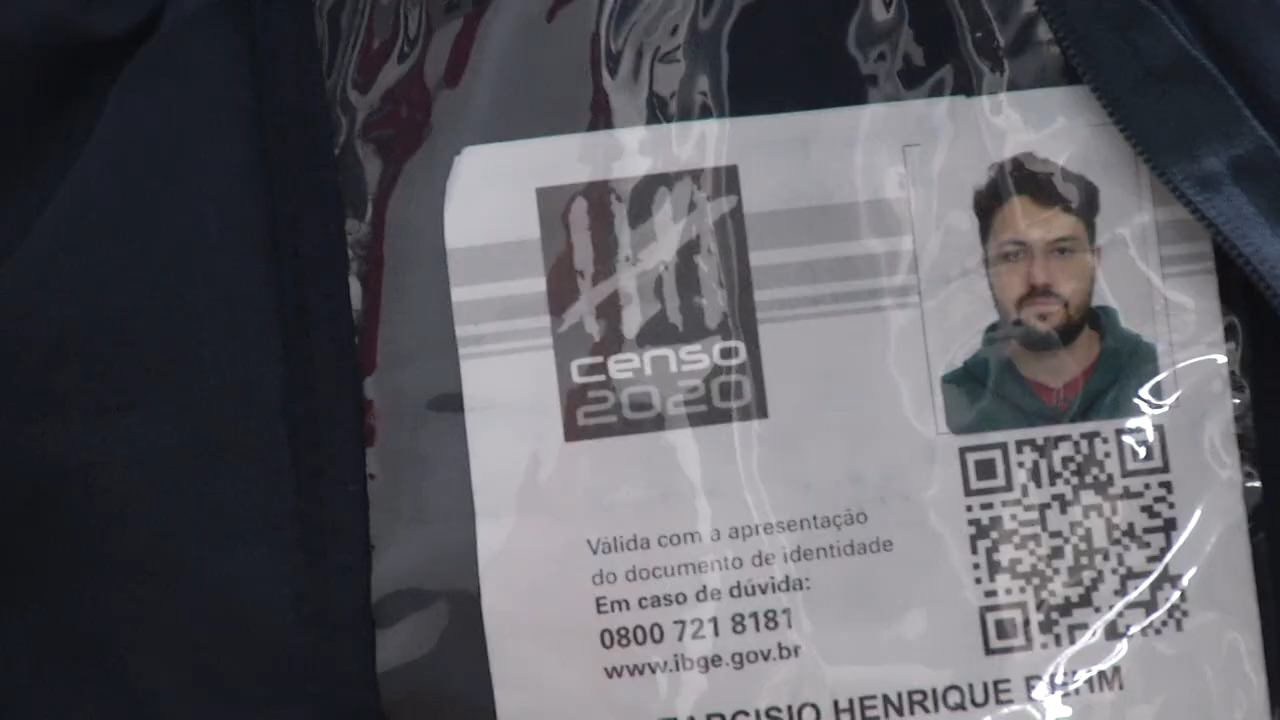 censo
2020
Válida com a apresentação
do documento de identidade
Em caso de dúvida:
0800 721 8181
www.ibge.gov.br
TARCISIO HENRIQUE